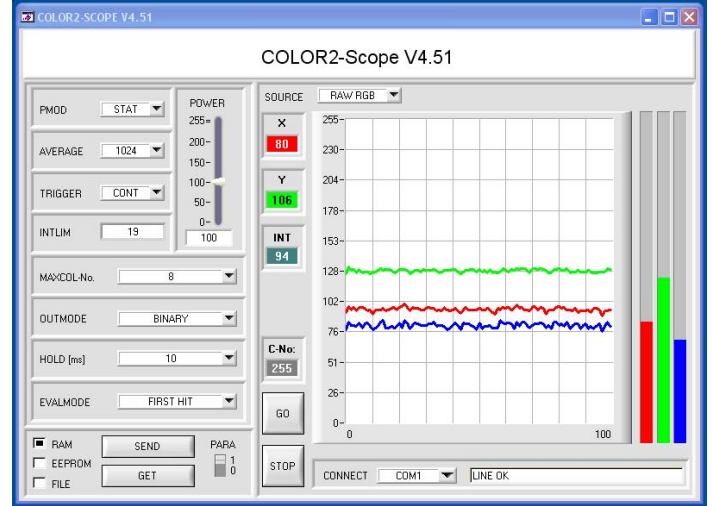 COLOR2-SCOPE V4.51
COLOR2-Scope V4.51
PMOD STAT
AVERAGE 1024
TRIGGER CONT
INTLIM 19
POWER
255
200
150
100
50
0
100
MAXCOL-No. 8
OUTMODE BINARY
HOLD [ms] 10
EVALMODE FIRST HIT
RAM
EEPROM
FILE
SEND
GET
PARA
1
0
SOURCE RAW RGB
X
80
Y
106
INT
94
C-No:
255
GO
STOP
255
230
204
178
153
128
102
76
51
26
0
0 100
CONNECT COM1 LINE OK